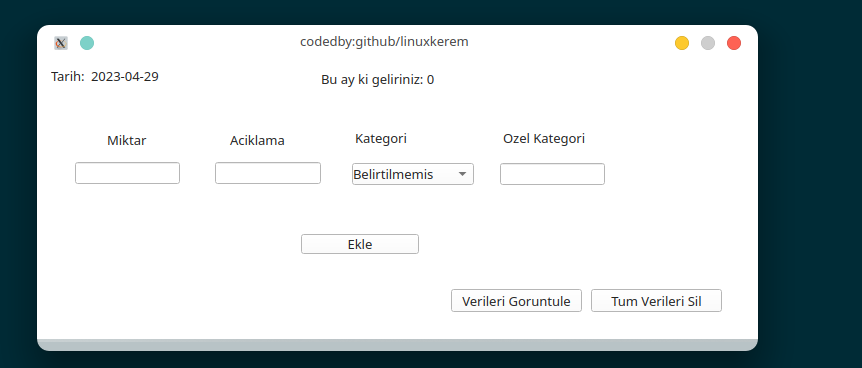 codedby:github/linuxkerem
Tarih: 2023-04-29
Bu ay ki geliriniz: 0
Miktar
Aciklama
Kategori
Ozel Kategori
Belirtilmemis
Ekle
Verileri Goruntule
Tum Verileri Sil